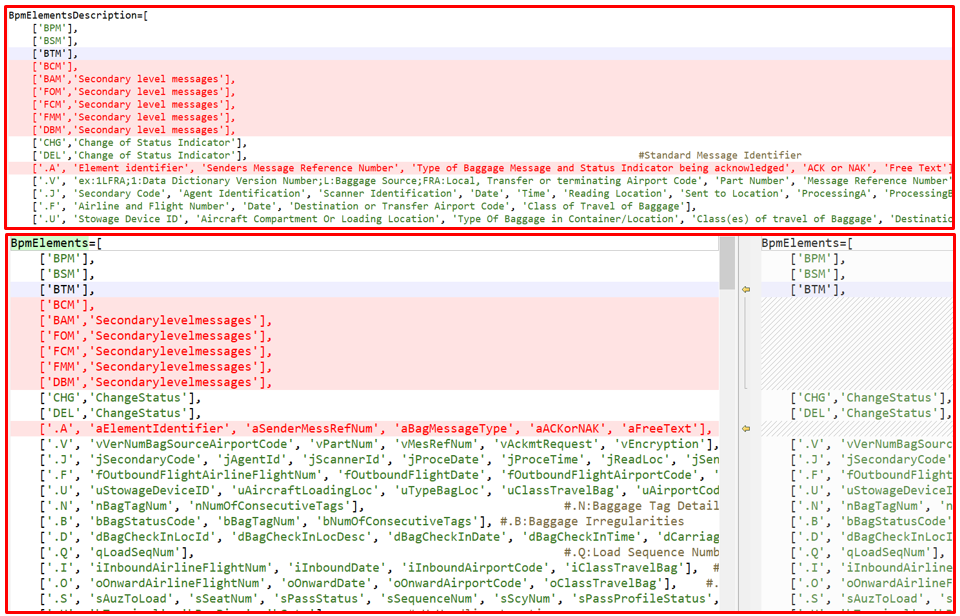 BpmElementsDescription=[
['BPM'],
['BSM'],
['BTM'],
['BCM'],
['BAM','Secondary level messages'],
['FOM','Secondary level messages'],
['FCM','Secondary level messages'],
['FMM','Secondary level messages'],
['DBM','Secondary level messages'],
['CHG','Change of Status Indicator'],
['DEL','Change of Status Indicator'], #Standard Message Identifier
['.A', 'Element identifier', 'Senders Message Reference Number', 'Type of Baggage Message and Status Indicator being acknowledged', 'ACK or NAK', 'Free Text']
['.V', 'ex:1LFRA;1:Data Dictionary Version Number;L:Baggage Source;FRA:Local, Transfer or terminating Airport Code', 'Part Number', 'Message Reference Number'
['.J', 'Secondary Code', 'Agent Identification', 'Scanner Identification', 'Date', 'Time', 'Reading Location', 'Sent to Location', 'ProcessingA', 'ProcessingB
['.F', 'Airline and Flight Number', 'Date', 'Destination or Transfer Airport Code', 'Class of Travel of Baggage'],
['.U', 'Stowage Device ID', 'Aircraft Compartment Or Loading Location', 'Type Of Baggage in Container/Location', 'Class(es) of travel of Baggage', 'Destinatio
BpmElements=[
['BPM'],
['BSM'],
['BTM'],
['BCM'],
['BAM','Secondarylevelmessages'],
['FOM','Secondarylevelmessages'],
['FCM','Secondarylevelmessages'],
['FMM','Secondarylevelmessages'],
['DBM','Secondarylevelmessages'],
['CHG','ChangeStatus'],
['DEL','ChangeStatus'],
['.A', 'aElementIdentifier', 'aSenderMessRefNum', 'aBagMessageType', 'aACKorNAK', 'aFreeText'],
['.V', 'vVerNumBagSourceAirportCode', 'vPartNum', 'vMesRefNum', 'vAckmtRequest', 'vEncryption'],
['.J', 'jSecondaryCode', 'jAgentId', 'jScannerId', 'jProceDate', 'jProceTime', 'jReadLoc', 'jSen
['.F', 'fOutboundFlightAirlineFlightNum', 'fOutboundFlightDate', 'fOutboundFlightAirportCode',
['.U', 'uStowageDeviceID', 'uAircraftLoadingLoc', 'uTypeBagLoc', 'uClassTravelBag', 'uAirportCod
['.N', 'nBagTagNum', 'nNumOfConsecutiveTags'], #.N:Baggage Tag Detail
['.B', 'bBagStatusCode', 'bBagTagNum', 'bNumOfConsecutiveTags'], #.B:Baggage Irregularities
['.D', 'dBagCheckInLocId', 'dBagCheckInLocDesc', 'dBagCheckInDate', 'dBagCheckInTime', 'dCarriag
['.Q', 'qLoadSeqNum'], #.Q:Load Sequence Numb
['.I', 'iInboundAirlineFlightNum', 'iInboundDate', 'iInboundAirportCode', 'iClassTravelBag'], #
['.O', 'oOnwardAirlineFlightNum', 'oOnwardDate', 'oOnwardAirportCode', 'oClassTravelBag'], #.
['.S', 'sAuzToLoad', 'sSeatNum', 'sPassStatus', 'sSequenceNum', 'sScyNum', 'sPassProfileStatus',
BpmElements=[
['BPM'],
['BSM'],
['BTM'],
['CHG','ChangeStatus'],
['DEL','ChangeStatus'],
['.V', 'vVerNumBagSourc
['.J', 'jSecondaryCode'
['.F', 'fOutboundFlight
['.U', 'uStowageDeviceI
['.N', 'nBagTagNum', 'n
['.B', 'bBagStatusCode'
['.D', 'dBagCheckInLocI
['.Q', 'qLoadSeqNum'],
['.I', 'iInboundAirline
['.O', 'oOnwardAirlineF
['.S', 'sAuzToLoad', 's